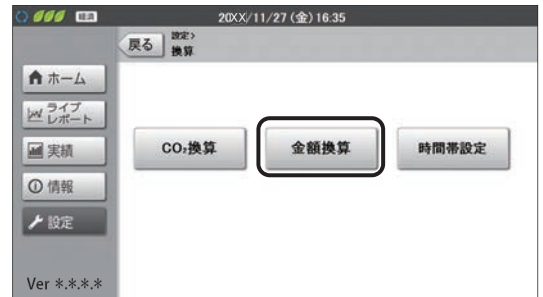 経済
20XX/11/27(金)16:35
戻る
設定>
換算
ホーム
ライブ
レポート
実績
情報
設定
CO₂換算
金額換算
時間帯設定
Ver *.*.*.*